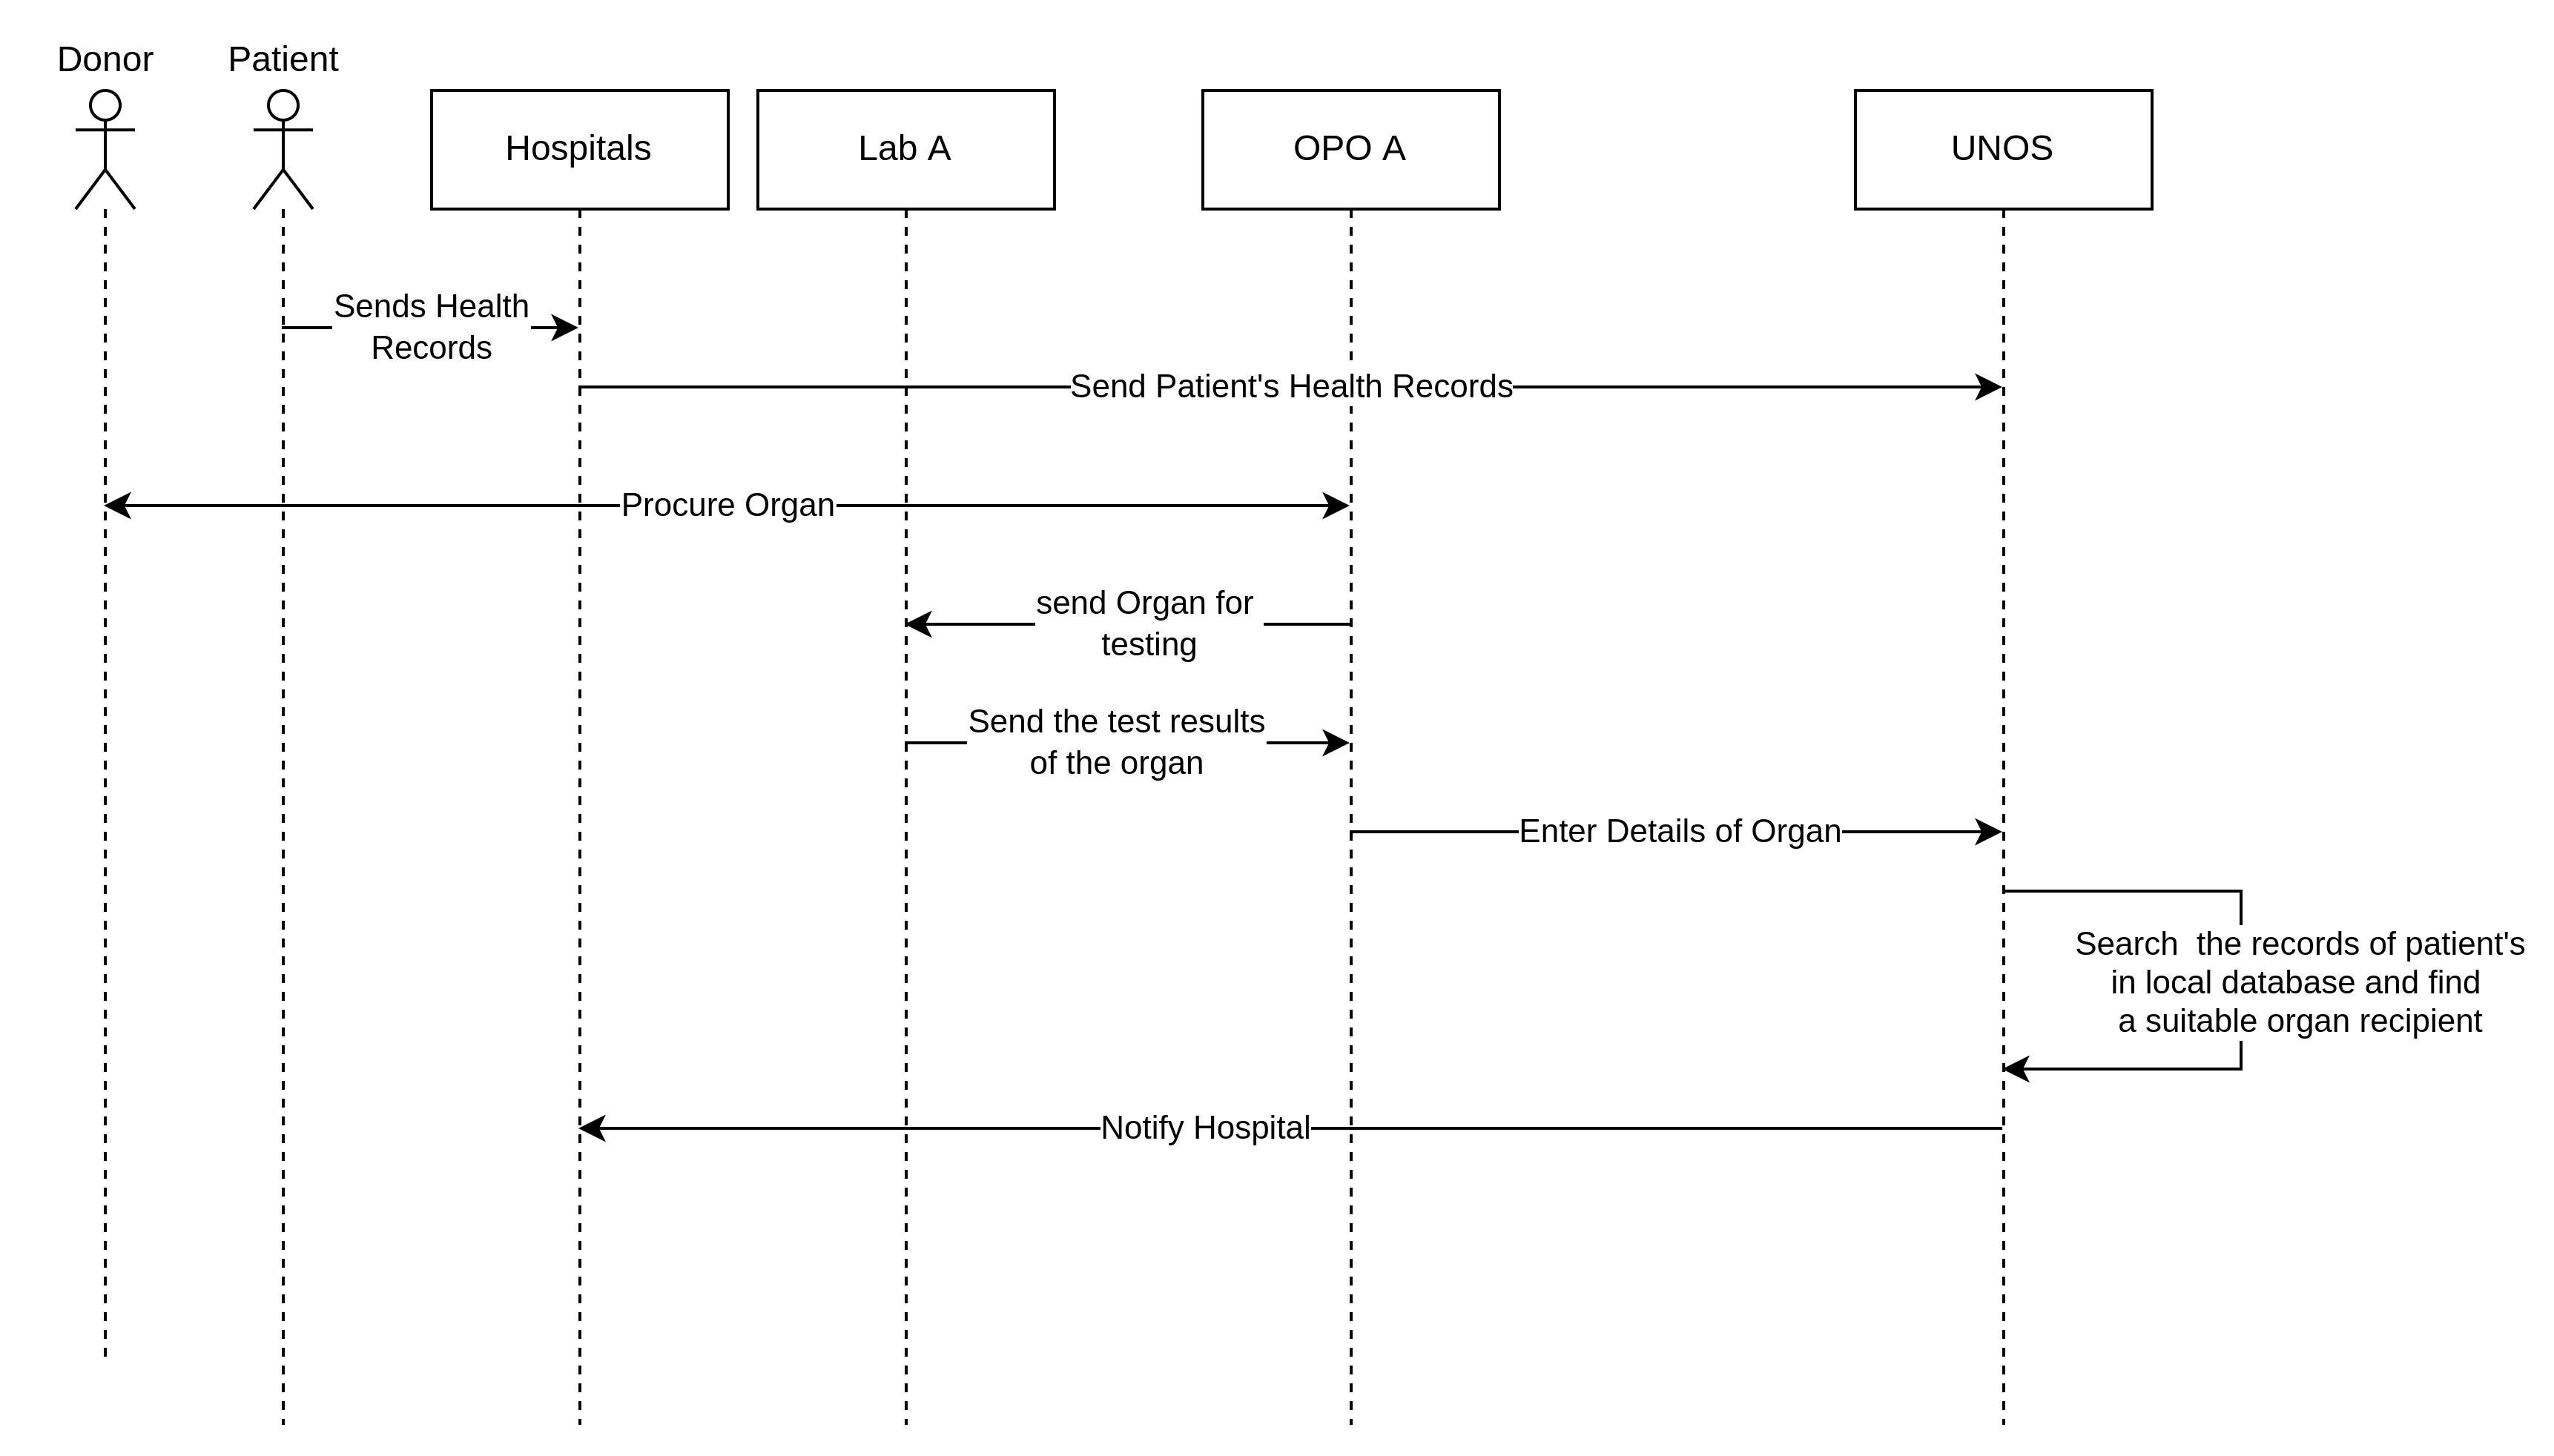 Donor
Patient
Hospitals
Lab A
OPO A
UNOS
Sends Health
Records
Send Patient's Health Records
Procure Organ
send Organ for
testing
Send the test results
of the organ
Enter Details of Organ
Search  the records of patient's
in local database and find
a suitable organ recipient
Notify Hospital